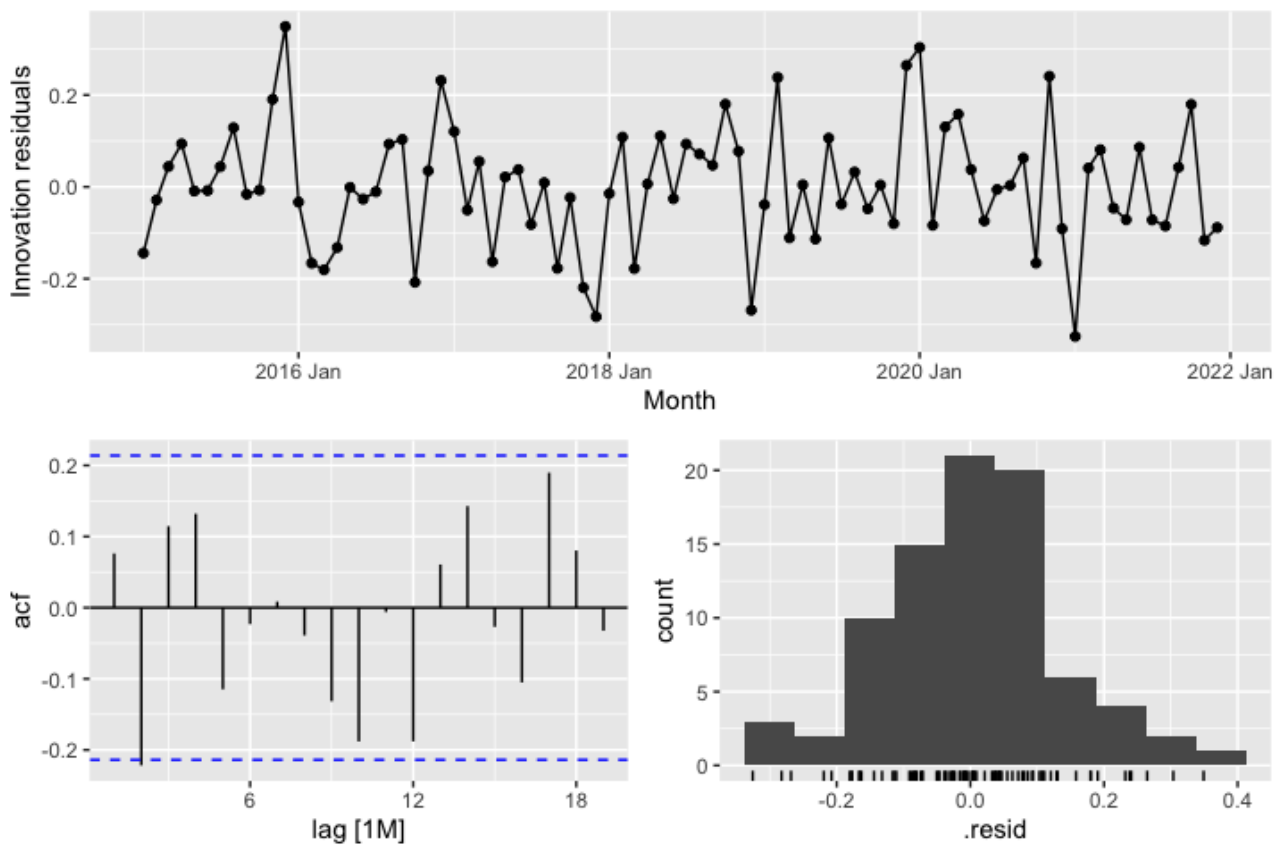 Innovation residuals
0.2
0.0
-0.2
2016 Jan
2018 Jan
2020 Jan
2022 Jan
Month
acf
0.2
0.1
0.0
-0.1
-0.2
6
12
18
lag [1M]
count
20
15
10
5
0
-0.2
0.0
0.2
0.4
.resid